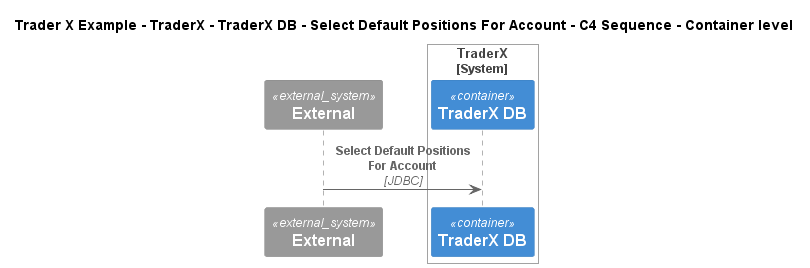 Trader X Example - TraderX - TraderX DB - Select Default Positions For Account - C4 Sequence - Container level
TraderX
[System]
«external_system»
External
«container»
TraderX DB
Select Default Positions
For Account
[JDBC]
«external_system»
External
«container»
TraderX DB